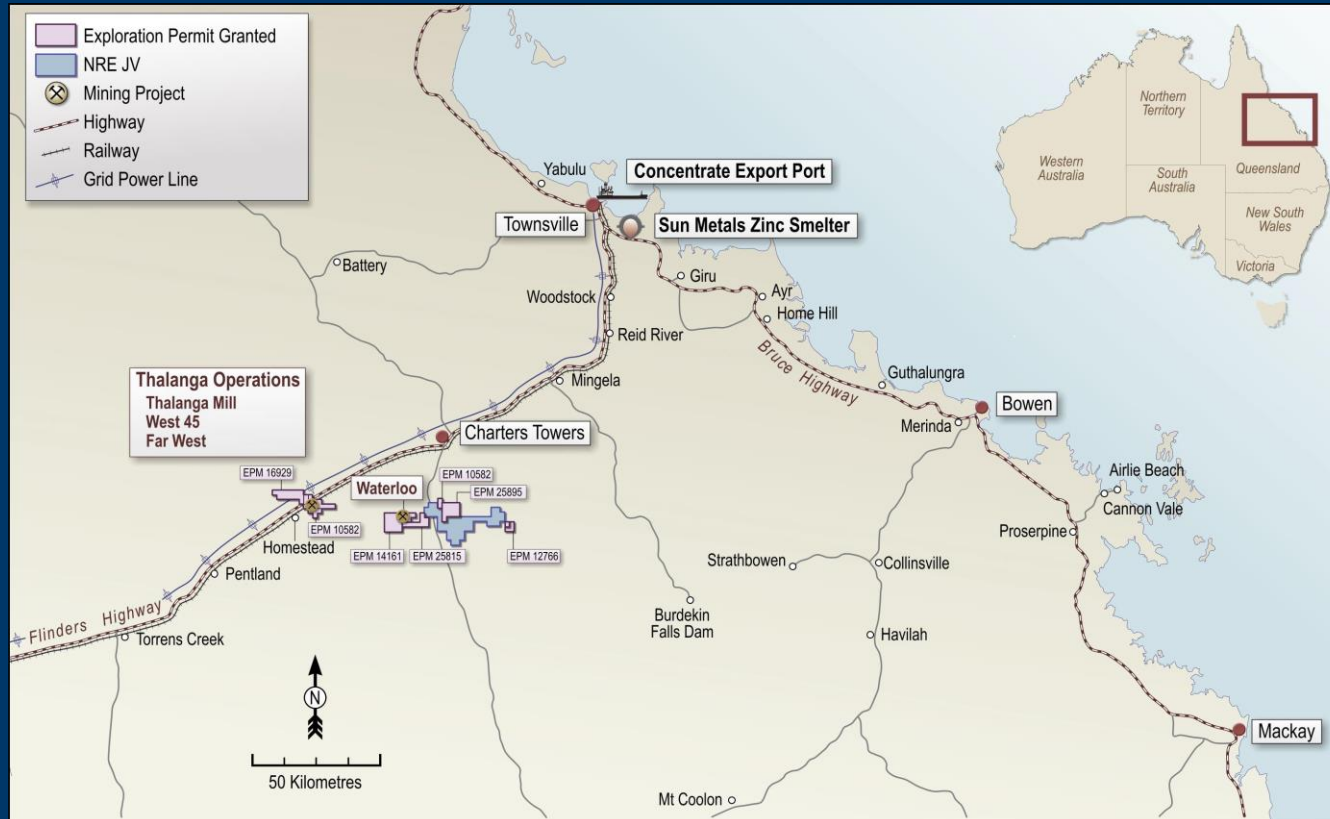 Exploration Permit Granted
NRE JV
Mining Project
Highway
Railway
Grid Power Line
Northern
Territory
Western
Australia
South
Australia
Queensland
New South
Wales
Victoria
Yabulu
Concentrate Export Port
Townsville
Sun Metals Zinc Smelter
Battery
Giru
Woodstock
Ayr
Home Hill
Reid River
Bruce Highway
Mingela
Guthalungra
Thalanga Operations
Thalanga Mill
West 45
Far West
Bowen
Merinda
Charters Towers
EPM 16929
Waterloo
EPM 10582
EPM 25895
Airlie Beach
Cannon Vale
EPM 10582
Homestead
EPM 14161
EPM 25815
EPM 12766
Proserpine
Pentland
Strathbowen
Collinsville
Burdekin
Falls Dam
Flinders Highway
Torrens Creek
Havilah
N
50 Kilometres
Mackay
Mt Coolon